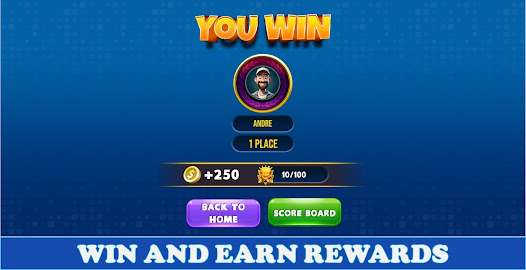 YOU WIN
ANDRE
1 PLACE
+250 10/100
BACK TO
HOME
SCORE BOARD
WIN AND EARN REWARDS